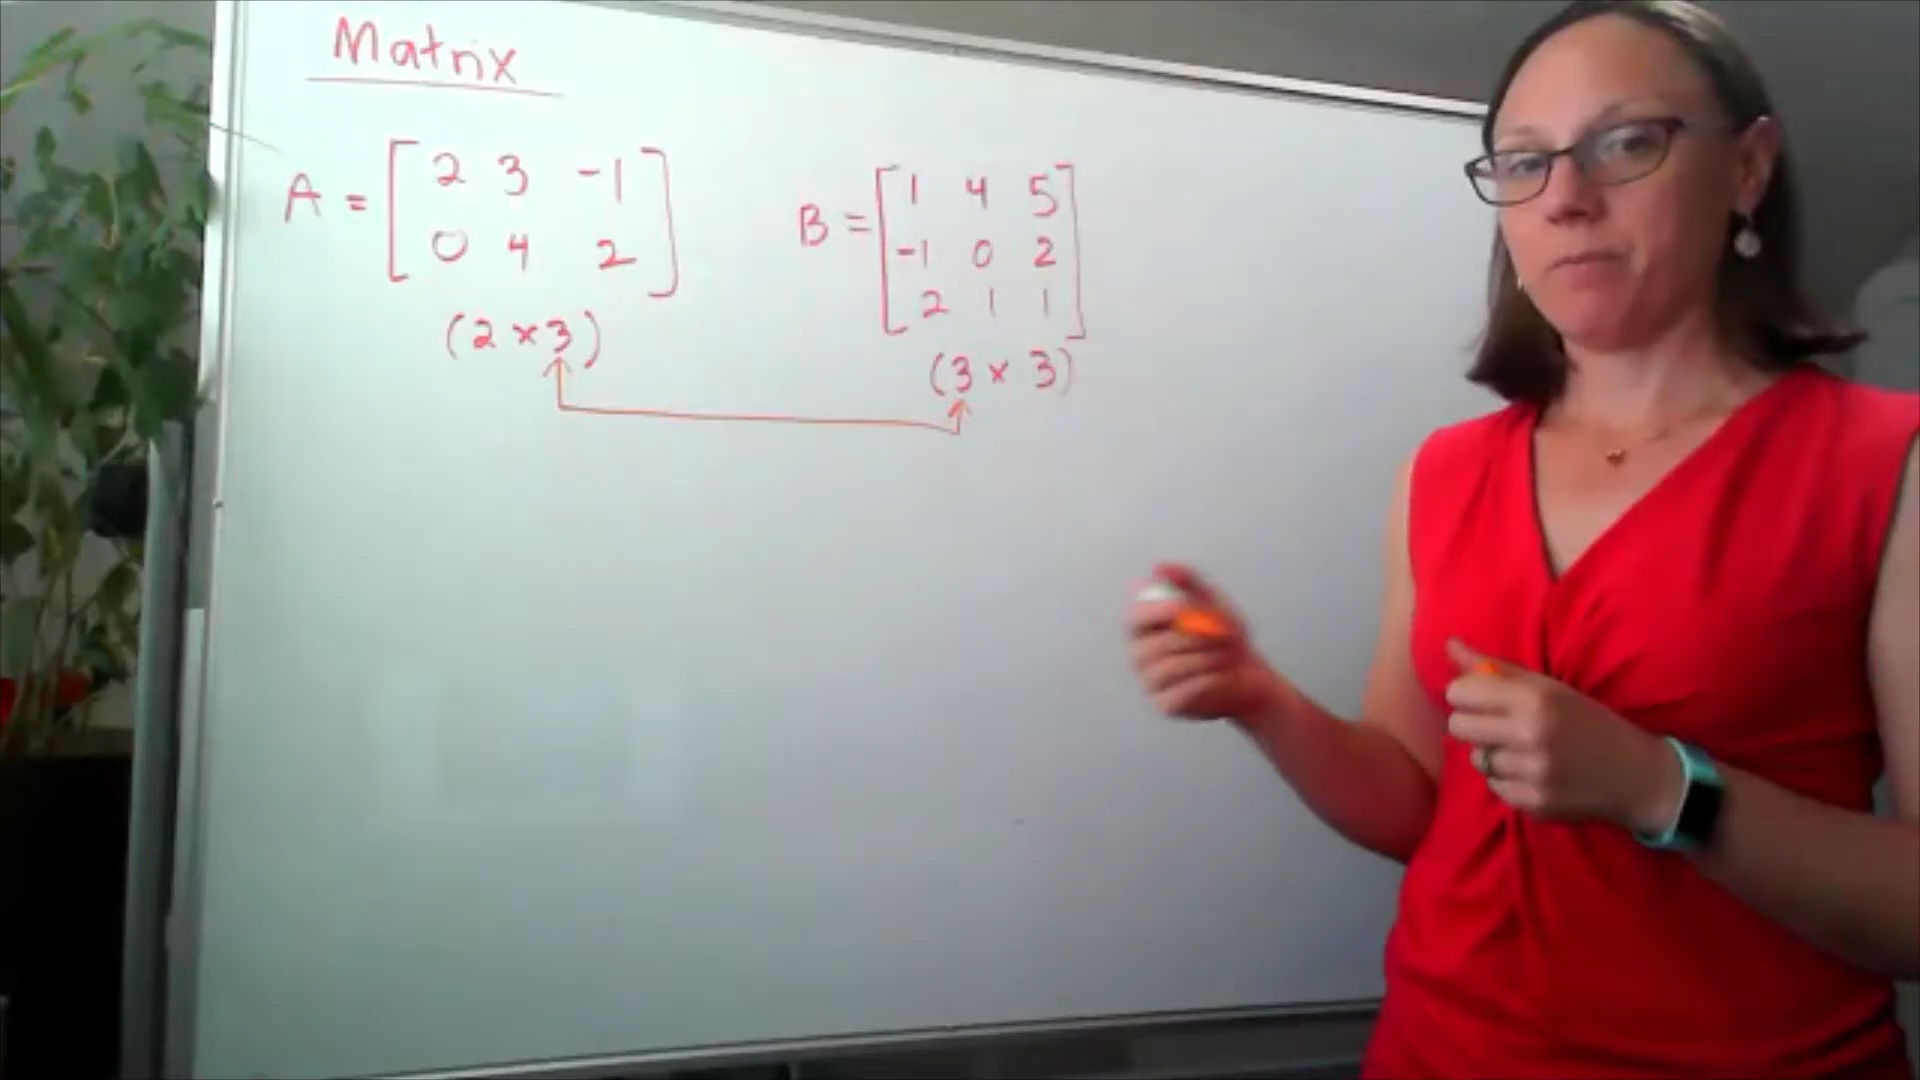 Matrix
A = [ 2 3 -1
0 4 2 ]
(2 × 3)
B = [ 1 4 5
-1 0 2
2 1 1 ]
(3 × 3)